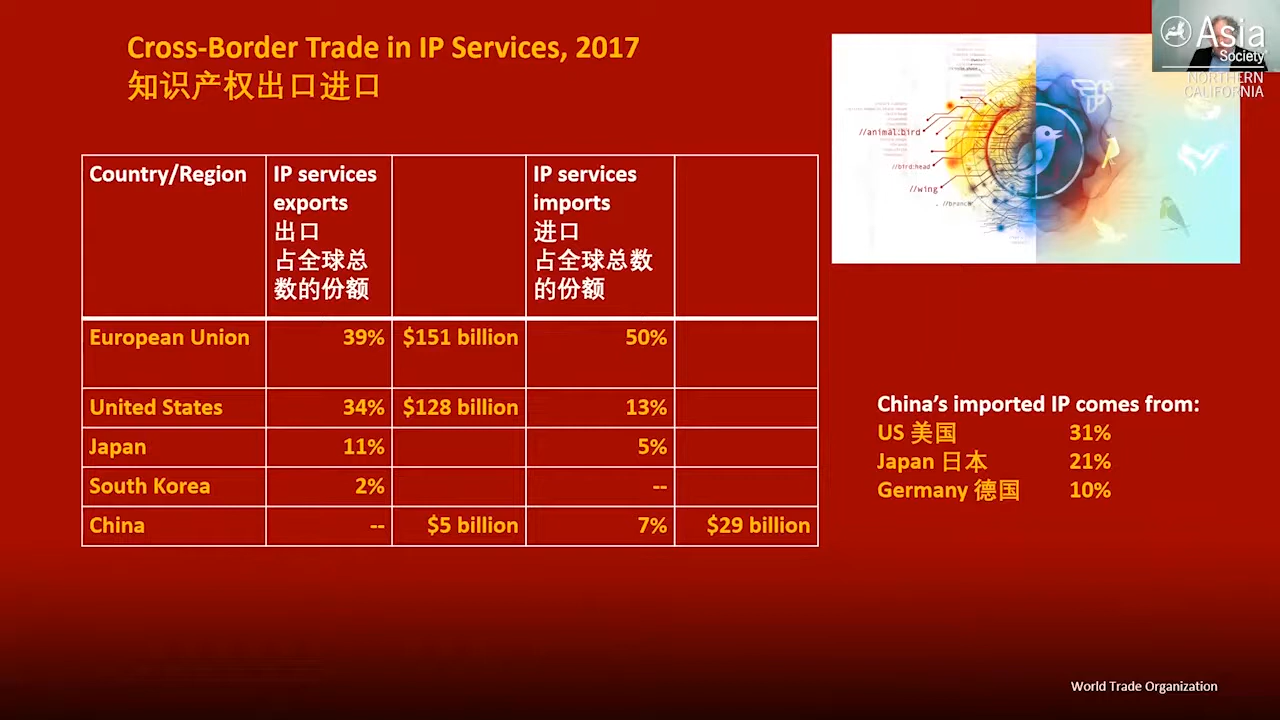 Cross-Border Trade in IP Services, 2017
知识产权出口进口
Asia
Society
NORTHERN
CALIFORNIA
//animal:bird
//bird:head
//wing
//branch
Country/Region
IP services
exports
出口
占全球总
数的份额
IP services
imports
进口
占全球总数
的份额
European Union 39% $151 billion 50%
United States 34% $128 billion 13%
Japan 11% 5%
South Korea 2% --
China -- $5 billion 7% $29 billion
China’s imported IP comes from:
US 美国 31%
Japan 日本 21%
Germany 德国 10%
World Trade Organization